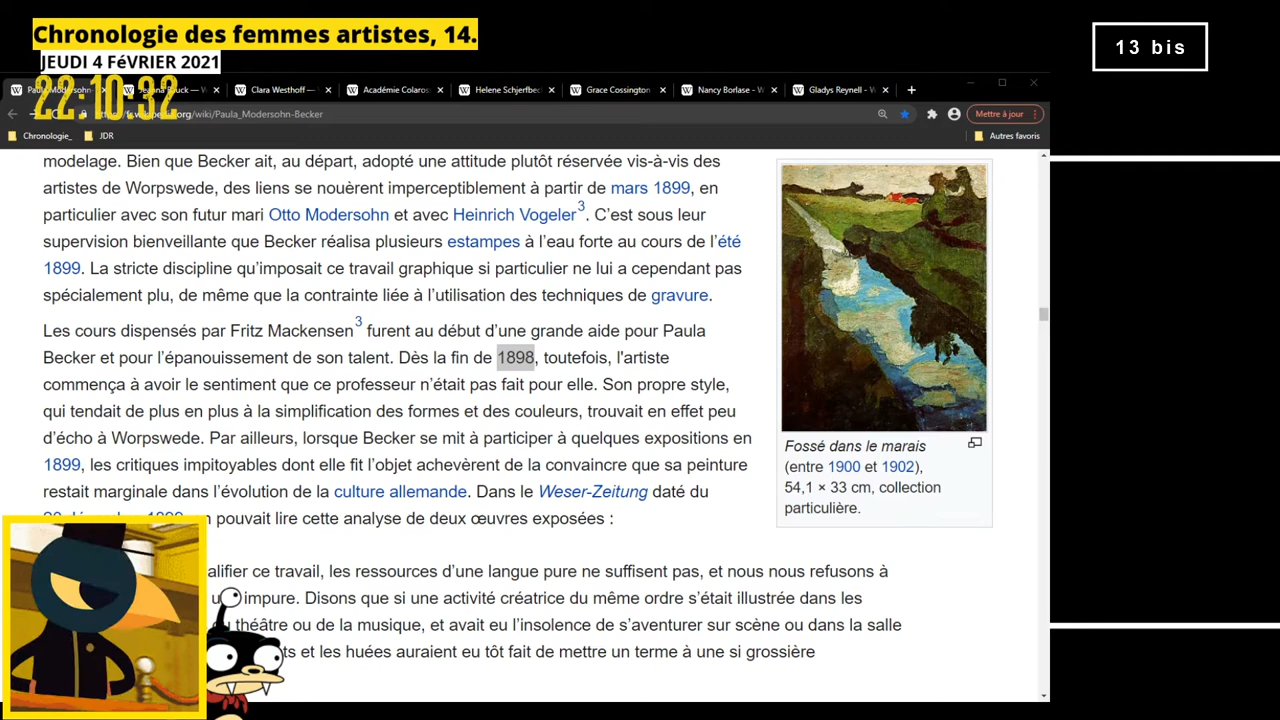 Chronologie des femmes artistes, 14.
JEUDI 4 FéVRIER 2021
22:10:32
13 bis
Clara Westhoff —
Académie Colaros
Helene Schjerfbec
Grace Cossington
Nancy Borlase — W
Gladys Reynell — W
.org/wiki/Paula_Modersohn-Becker
Mettre à jour
Chronologie_
JDR
Autres favoris
modelage. Bien que Becker ait, au départ, adopté une attitude plutôt réservée vis-à-vis des
artistes de Worpswede, des liens se nouèrent imperceptiblement à partir de mars 1899, en
particulier avec son futur mari Otto Modersohn et avec Heinrich Vogeler3. C’est sous leur
supervision bienveillante que Becker réalisa plusieurs estampes à l’eau forte au cours de l’été
1899. La stricte discipline qu’imposait ce travail graphique si particulier ne lui a cependant pas
spécialement plu, de même que la contrainte liée à l’utilisation des techniques de gravure.
Les cours dispensés par Fritz Mackensen3 furent au début d’une grande aide pour Paula
Becker et pour l’épanouissement de son talent. Dès la fin de 1898, toutefois, l'artiste
commença à avoir le sentiment que ce professeur n’était pas fait pour elle. Son propre style,
qui tendait de plus en plus à la simplification des formes et des couleurs, trouvait en effet peu
d’écho à Worpswede. Par ailleurs, lorsque Becker se mit à participer à quelques expositions en
1899, les critiques impitoyables dont elle fit l’objet achevèrent de la convaincre que sa peinture
restait marginale dans l’évolution de la culture allemande. Dans le Weser-Zeitung daté du
pouvait lire cette analyse de deux œuvres exposées :
Fossé dans le marais
(entre 1900 et 1902),
54,1 × 33 cm, collection
particulière.
alifier ce travail, les ressources d’une langue pure ne suffisent pas, et nous nous refusons à
impure. Disons que si une activité créatrice du même ordre s’était illustrée dans les
théâtre ou de la musique, et avait eu l’insolence de s’aventurer sur scène ou dans la salle
ts et les huées auraient eu tôt fait de mettre un terme à une si grossière